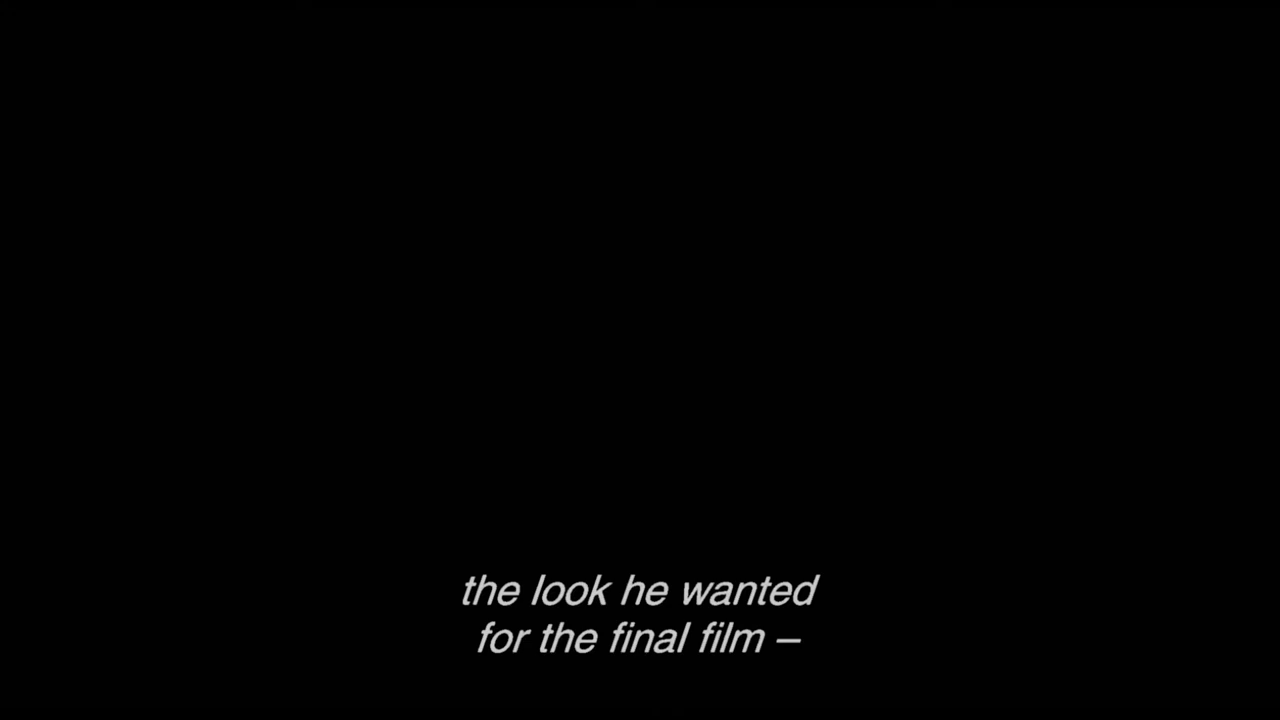 the look he wanted
for the final film –